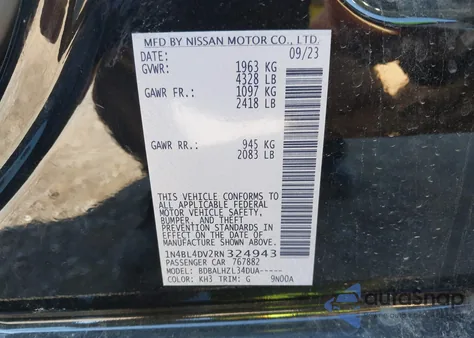 MFD BY NISSAN MOTOR CO., LTD.
DATE: 09/23
GVWR: 1963 KG
4328 LB
GAWR FR.: 1097 KG
2418 LB
GAWR RR.: 945 KG
2083 LB
THIS VEHICLE CONFORMS TO
ALL APPLICABLE FEDERAL
MOTOR VEHICLE SAFETY,
BUMPER, AND THEFT
PREVENTION STANDARDS
IN EFFECT ON THE DATE OF
MANUFACTURE SHOWN ABOVE.
1N4BL4DV2RN324943
PASSENGER CAR 767882
MODEL: BDBALHZL34DUA-----
COLOR: KH3 TRIM: G 9N00A
autosnap